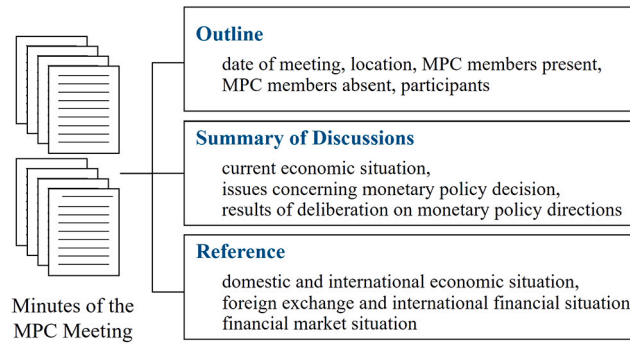 Outline
date of meeting, location, MPC members present,
MPC members absent, participants
Summary of Discussions
current economic situation,
issues concerning monetary policy decision,
results of deliberation on monetary policy directions
Reference
domestic and international economic situation,
foreign exchange and international financial situation
financial market situation
Minutes of the
MPC Meeting